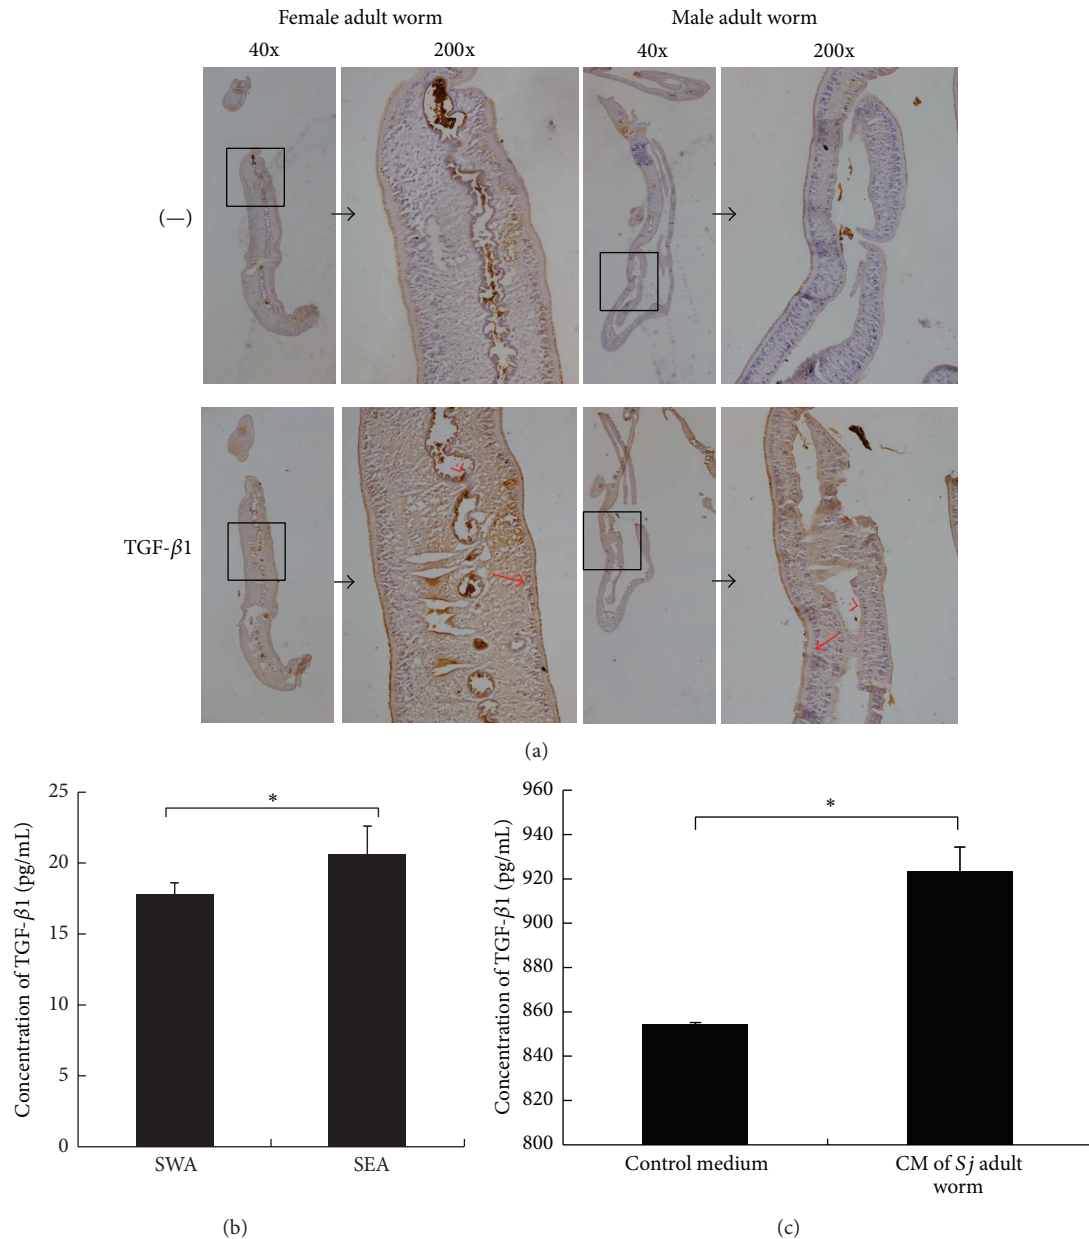 Female adult worm Male adult worm
40x 200x 40x 200x
(—)
TGF-β1
(a)
Concentration of TGF-β1 (pg/mL)
25
20
15
10
5
0
*
SWA SEA
(b)
Concentration of TGF-β1 (pg/mL)
960
940
920
900
880
860
840
820
800
*
Control medium CM of Sj adult
worm
(c)